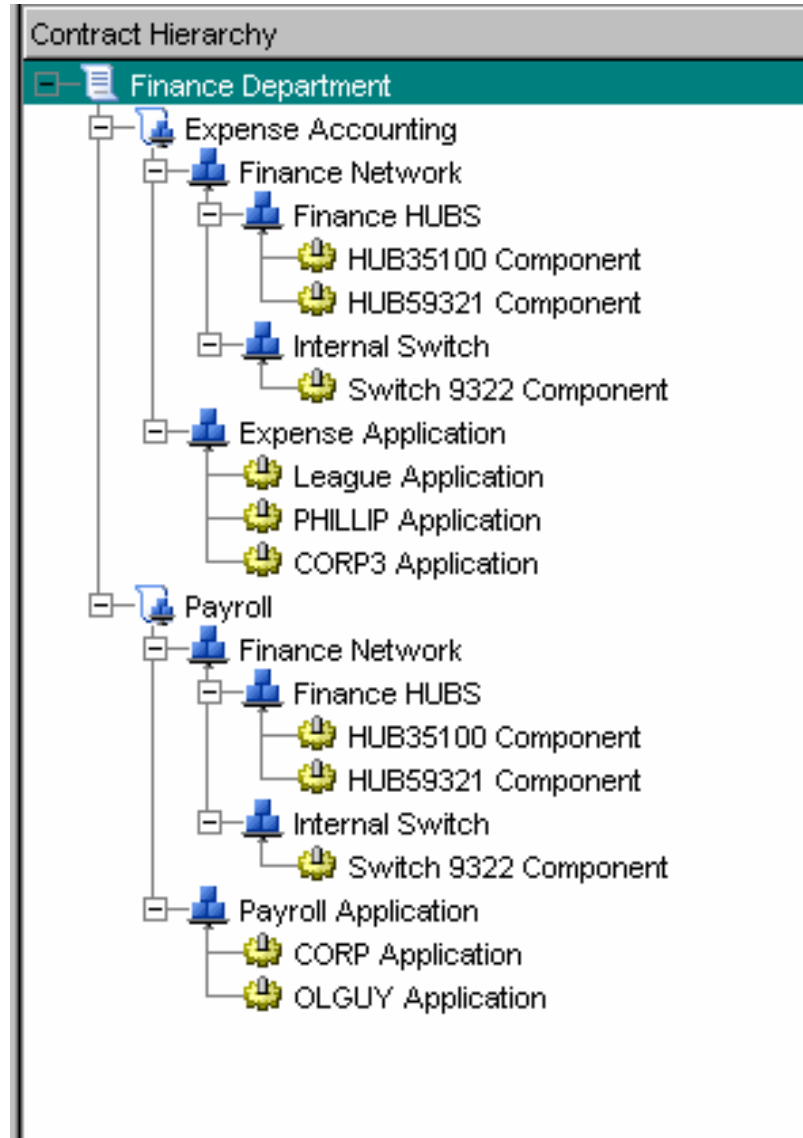 Contract Hierarchy
Finance Department
Expense Accounting
Finance Network
Finance HUBS
HUB35100 Component
HUB59321 Component
Internal Switch
Switch 9322 Component
Expense Application
League Application
PHILLIP Application
CORP3 Application
Payroll
Finance Network
Finance HUBS
HUB35100 Component
HUB59321 Component
Internal Switch
Switch 9322 Component
Payroll Application
CORP Application
OLGUY Application